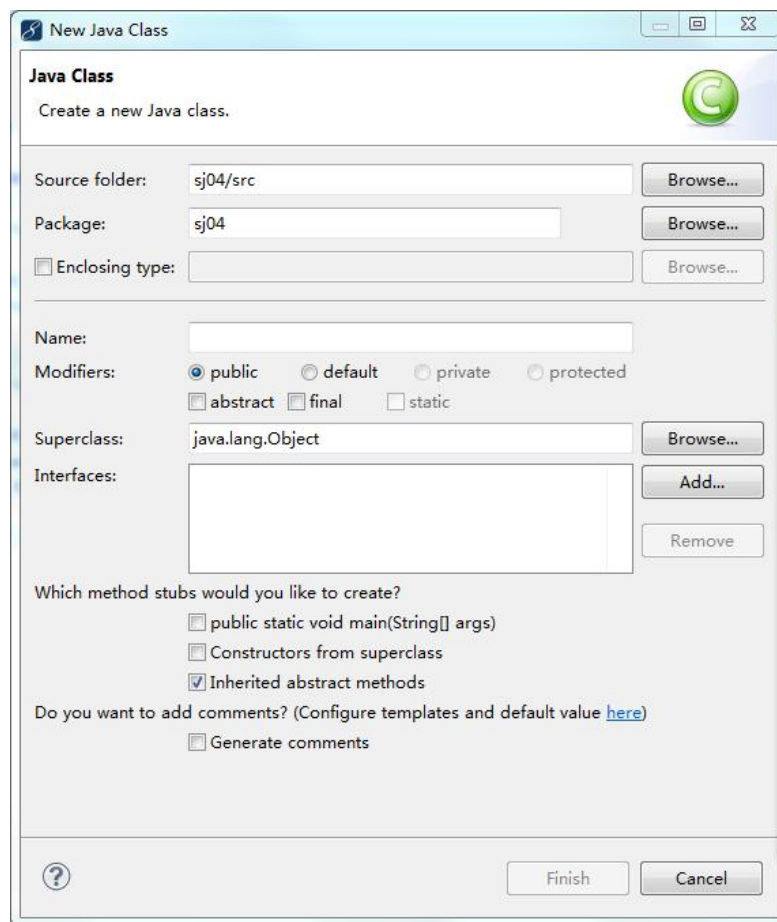 New Java Class
Java Class
Create a new Java class.
Source folder: sj04/src Browse...
Package: sj04 Browse...
Enclosing type: Browse...
Name:
Modifiers: public default private protected
abstract final static
Superclass: java.lang.Object Browse...
Interfaces: Add...
Remove
Which method stubs would you like to create?
public static void main(String[] args)
Constructors from superclass
Inherited abstract methods
Do you want to add comments? (Configure templates and default value here)
Generate comments
? Finish Cancel